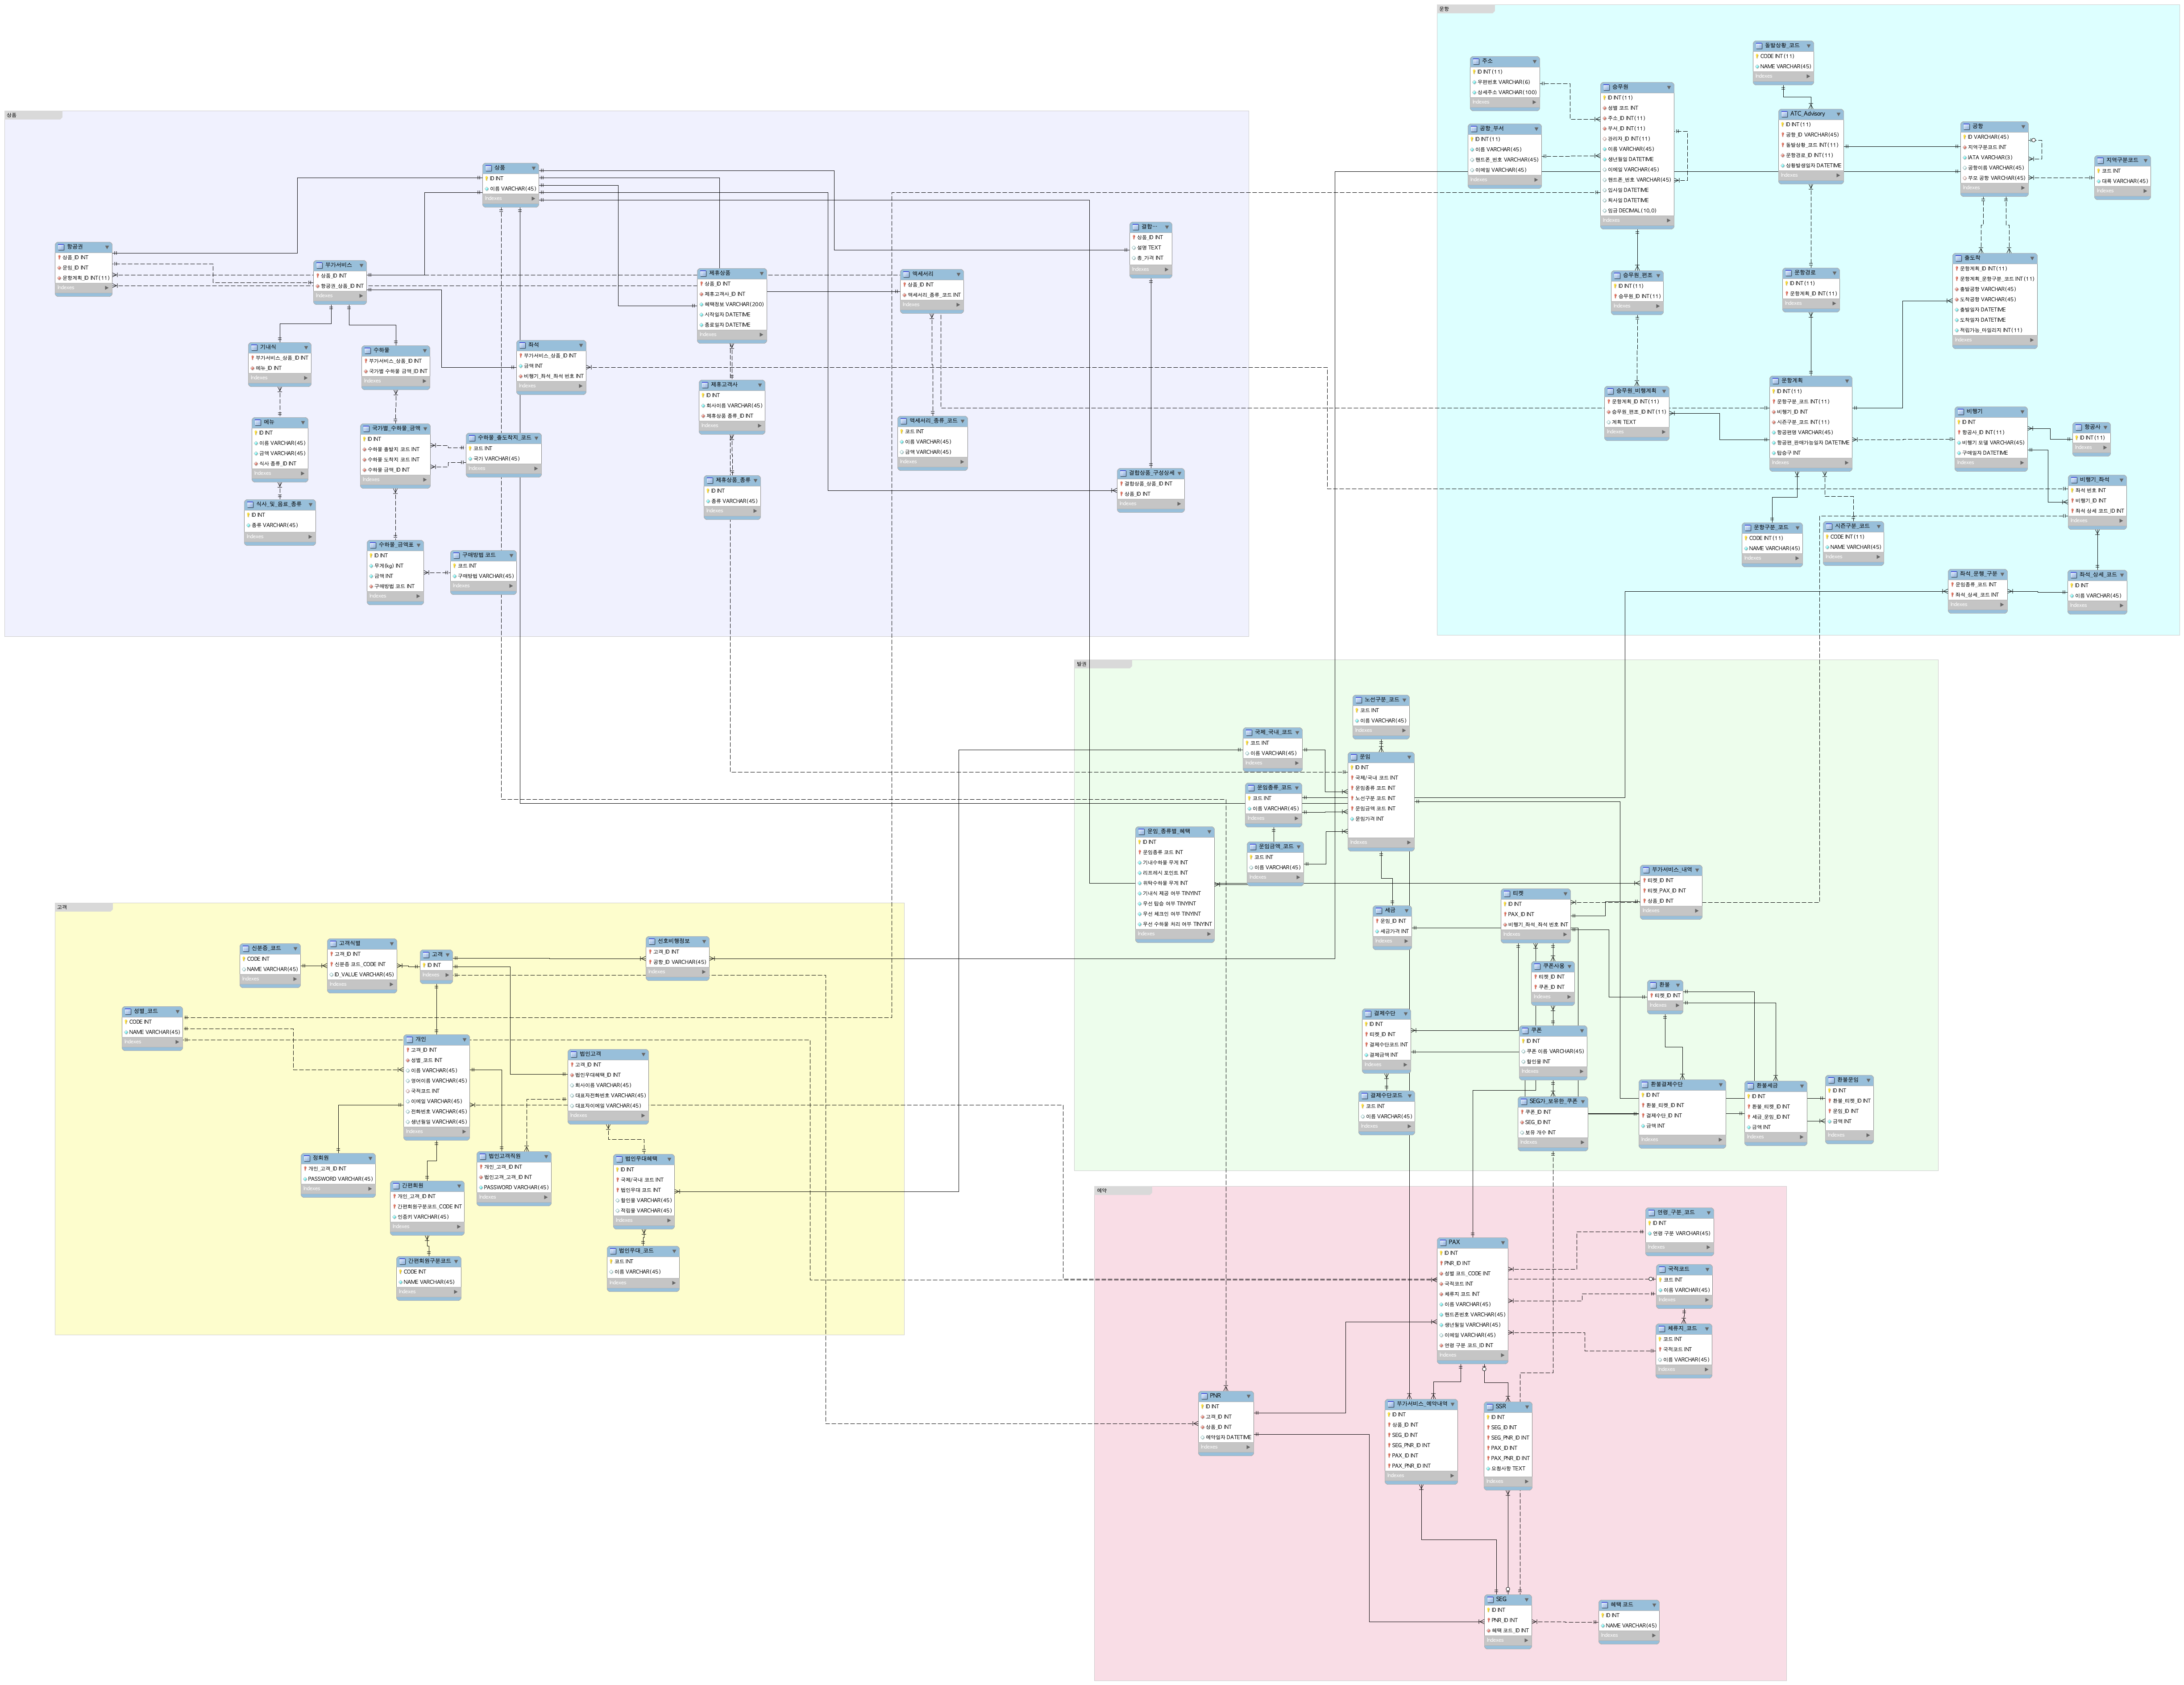 운항
돌발상황_코드
CODE INT(11)
NAME VARCHAR(45)
Indexes
주소
ID INT(11)
우편번호 VARCHAR(6)
상세주소 VARCHAR(100)
Indexes
승무원
ID INT(11)
성별 코드 INT
주소_ID INT(11)
부서_ID INT(11)
관리자_ID INT(11)
이름 VARCHAR(45)
생년월일 DATETIME
이메일 VARCHAR(45)
핸드폰_번호 VARCHAR(45)
입사일 DATETIME
퇴사일 DATETIME
임금 DECIMAL(10,0)
Indexes
공항_부서
ID INT(11)
이름 VARCHAR(45)
핸드폰_번호 VARCHAR(45)
이메일 VARCHAR(45)
Indexes
ATC_Advisory
ID INT(11)
공항_ID VARCHAR(45)
돌발상황_코드 INT(11)
운항경로_ID INT(11)
상황발생일자 DATETIME
Indexes
공항
ID VARCHAR(45)
지역구분코드 INT
IATA VARCHAR(3)
공항이름 VARCHAR(45)
부모 공항 VARCHAR(45)
Indexes
지역구분코드
코드 INT
대륙 VARCHAR(45)
Indexes
승무원_편조
ID INT(11)
승무원_ID INT(11)
Indexes
운항경로
ID INT(11)
운항계획_ID INT(11)
Indexes
출도착
운항계획_ID INT(11)
운항계획_운항구분_코드 INT(11)
출발공항 VARCHAR(45)
도착공항 VARCHAR(45)
출발일자 DATETIME
도착일자 DATETIME
적립가능_마일리지 INT(11)
Indexes
승무원_비행계획
운항계획_ID INT(11)
승무원_편조_ID INT(11)
계획 TEXT
Indexes
운항계획
ID INT(11)
운항구분_코드 INT(11)
비행기_ID INT
시즌구분_코드 INT(11)
항공편명 VARCHAR(45)
항공편_판매가능일자 DATETIME
탑승구 INT
Indexes
비행기
ID INT
항공사_ID INT(11)
비행기 모델 VARCHAR(45)
구매일자 DATETIME
Indexes
항공사
ID INT(11)
Indexes
비행기_좌석
좌석 번호 INT
비행기_ID INT
좌석 상세 코드_ID INT
Indexes
운항구분_코드
CODE INT(11)
NAME VARCHAR(45)
Indexes
시즌구분_코드
CODE INT(11)
NAME VARCHAR(45)
Indexes
좌석_운행_구분
운임종류_코드 INT
좌석_상세_코드 INT
Indexes
좌석_상세_코드
ID INT
이름 VARCHAR(45)
Indexes
상품
상품
ID INT
이름 VARCHAR(45)
Indexes
항공권
상품_ID INT
운임_ID INT
운항계획_ID INT(11)
Indexes
부가서비스
상품_ID INT
항공권_상품_ID INT
Indexes
제휴상품
상품_ID INT
제휴고객사_ID INT
혜택정보 VARCHAR(200)
시작일자 DATETIME
종료일자 DATETIME
Indexes
액세서리
상품_ID INT
액세서리_종류_코드 INT
Indexes
결합…
상품_ID INT
설명 TEXT
총_가격 INT
Indexes
기내식
부가서비스_상품_ID INT
메뉴_ID INT
Indexes
수하물
부가서비스_상품_ID INT
국가별 수하물 금액_ID INT
Indexes
좌석
부가서비스_상품_ID INT
금액 INT
비행기_좌석_좌석 번호 INT
Indexes
제휴고객사
ID INT
회사이름 VARCHAR(45)
제휴상품 종류_ID INT
Indexes
액세서리_종류_코드
코드 INT
이름 VARCHAR(45)
금액 VARCHAR(45)
Indexes
메뉴
ID INT
이름 VARCHAR(45)
금액 VARCHAR(45)
식사 종류_ID INT
Indexes
국가별_수하물_금액
ID INT
수하물 출발지 코드 INT
수하물 도착지 코드 INT
수하물 금액_ID INT
Indexes
수하물_출도착지_코드
코드 INT
국가 VARCHAR(45)
Indexes
제휴상품_종류
ID INT
종류 VARCHAR(45)
Indexes
결합상품_구성상세
결합상품_상품_ID INT
상품_ID INT
Indexes
식사_및_음료_종류
ID INT
종류 VARCHAR(45)
Indexes
수하물_금액표
ID INT
무게(kg) INT
금액 INT
구매방법 코드 INT
Indexes
구매방법 코드
코드 INT
구매방법 VARCHAR(45)
Indexes
발권
노선구분_코드
코드 INT
이름 VARCHAR(45)
Indexes
국제_국내_코드
코드 INT
이름 VARCHAR(45)
Indexes
운임
ID INT
국제/국내 코드 INT
운임종류 코드 INT
노선구분 코드 INT
운임금액 코드 INT
운임가격 INT
Indexes
운임종류_코드
코드 INT
이름 VARCHAR(45)
Indexes
운임_종류별_혜택
ID INT
운임종류 코드 INT
기내수하물 무게 INT
리프레시 포인트 INT
위탁수하물 무게 INT
기내식 제공 여부 TINYINT
우선 탑승 여부 TINYINT
우선 체크인 여부 TINYINT
우선 수하물 처리 여부 TINYINT
Indexes
운임금액_코드
코드 INT
이름 VARCHAR(45)
Indexes
부가서비스_내역
티켓_ID INT
티켓_PAX_ID INT
상품_ID INT
Indexes
티켓
ID INT
PAX_ID INT
비행기_좌석_좌석 번호 INT
Indexes
세금
운임_ID INT
세금가격 INT
Indexes
쿠폰사용
티켓_ID INT
쿠폰_ID INT
Indexes
환불
티켓_ID INT
Indexes
결제수단
ID INT
티켓_ID INT
결제수단코드 INT
결제금액 INT
Indexes
쿠폰
ID INT
쿠폰 이름 VARCHAR(45)
할인율 INT
Indexes
결제수단코드
코드 INT
이름 VARCHAR(45)
Indexes
SEG가_보유한_쿠폰
쿠폰_ID INT
SEG_ID INT
보유 개수 INT
Indexes
환불결제수단
ID INT
환불_티켓_ID INT
결제수단_ID INT
금액 INT
Indexes
환불세금
ID INT
환불_티켓_ID INT
세금_운임_ID INT
금액 INT
Indexes
환불운임
ID INT
환불_티켓_ID INT
운임_ID INT
금액 INT
Indexes
고객
신분증_코드
CODE INT
NAME VARCHAR(45)
Indexes
고객식별
고객_ID INT
신분증 코드_CODE INT
ID_VALUE VARCHAR(45)
Indexes
고객
ID INT
Indexes
선호비행정보
고객_ID INT
공항_ID VARCHAR(45)
Indexes
성별_코드
CODE INT
NAME VARCHAR(45)
Indexes
개인
고객_ID INT
성별_코드 INT
이름 VARCHAR(45)
영어이름 VARCHAR(45)
국적코드 INT
이메일 VARCHAR(45)
전화번호 VARCHAR(45)
생년월일 VARCHAR(45)
Indexes
법인고객
고객_ID INT
법인우대혜택_ID INT
회사이름 VARCHAR(45)
대표자전화번호 VARCHAR(45)
대표자이메일 VARCHAR(45)
Indexes
정회원
개인_고객_ID INT
PASSWORD VARCHAR(45)
Indexes
간편회원
개인_고객_ID INT
간편회원구분코드_CODE INT
인증키 VARCHAR(45)
Indexes
법인고객직원
개인_고객_ID INT
법인고객_고객_ID INT
PASSWORD VARCHAR(45)
Indexes
법인우대혜택
ID INT
국제/국내 코드 INT
법인우대 코드 INT
할인율 VARCHAR(45)
적립율 VARCHAR(45)
Indexes
간편회원구분코드
CODE INT
NAME VARCHAR(45)
Indexes
법인우대_코드
코드 INT
이름 VARCHAR(45)
Indexes
예약
PAX
ID INT
PNR_ID INT
성별 코드_CODE INT
국적코드 INT
체류지 코드 INT
이름 VARCHAR(45)
핸드폰번호 VARCHAR(45)
생년월일 VARCHAR(45)
이메일 VARCHAR(45)
연령 구분 코드_ID INT
Indexes
연령_구분_코드
ID INT
연령 구분 VARCHAR(45)
Indexes
국적코드
코드 INT
이름 VARCHAR(45)
Indexes
체류지_코드
코드 INT
국적코드 INT
이름 VARCHAR(45)
Indexes
PNR
ID INT
고객_ID INT
상품_ID INT
예약일자 DATETIME
Indexes
부가서비스_예약내역
ID INT
상품_ID INT
SEG_ID INT
SEG_PNR_ID INT
PAX_ID INT
PAX_PNR_ID INT
Indexes
SSR
ID INT
SEG_ID INT
SEG_PNR_ID INT
PAX_ID INT
PAX_PNR_ID INT
요청사항 TEXT
Indexes
SEG
ID INT
PNR_ID INT
혜택 코드_ID INT
Indexes
혜택 코드
ID INT
NAME VARCHAR(45)
Indexes